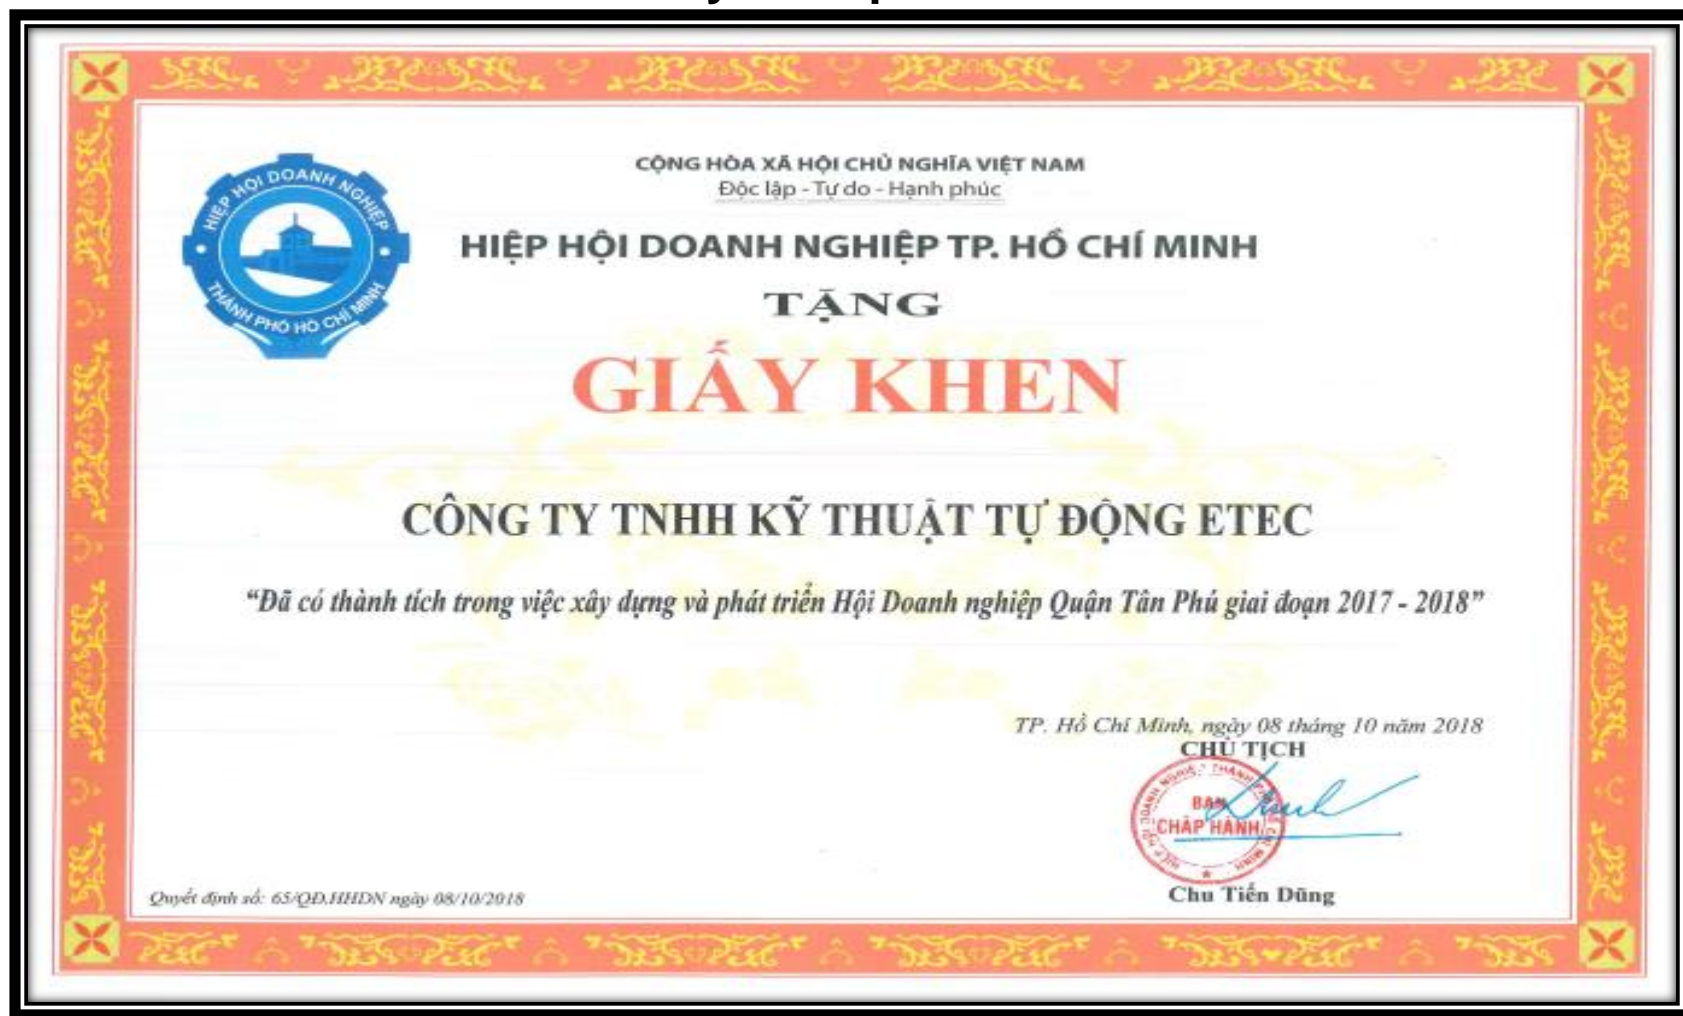 HIỆP HỘI DOANH NGHIỆP
THÀNH PHỐ HỒ CHÍ MINH
CỘNG HÒA XÃ HỘI CHỦ NGHĨA VIỆT NAM
Độc lập - Tự do - Hạnh phúc
HIỆP HỘI DOANH NGHIỆP TP. HỒ CHÍ MINH
TẶNG
GIẤY KHEN
CÔNG TY TNHH KỸ THUẬT TỰ ĐỘNG ETEC
“Đã có thành tích trong việc xây dựng và phát triển Hội Doanh nghiệp Quận Tân Phú giai đoạn 2017 - 2018”
TP. Hồ Chí Minh, ngày 08 tháng 10 năm 2018
CHỦ TỊCH
BAN
CHẤP HÀNH
Chu Tiến Dũng
Quyết định số: 65/QĐ.HHDN ngày 08/10/2018